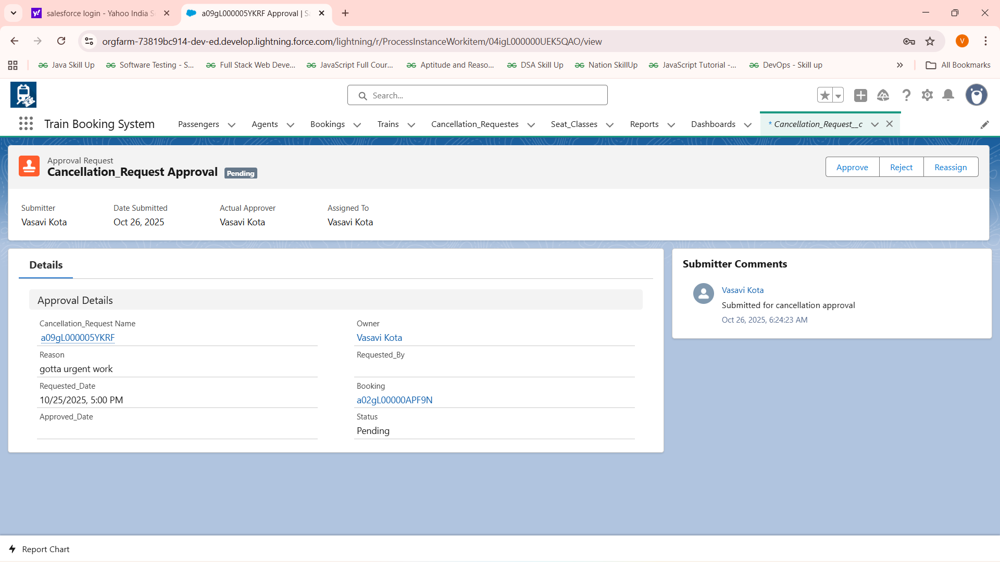 salesforce login - Yahoo India S
a09gL000005YKRF Approval | Sa
orgfarm-73819bc914-dev-ed.develop.lightning.force.com/lightning/r/ProcessInstanceWorkitem/04igL000000UEK5QAO/view
V
Java Skill Up
Software Testing - S...
Full Stack Web Deve...
JavaScript Full Cour...
Aptitude and Reaso...
DSA Skill Up
Nation SkillUp
JavaScript Tutorial -...
DevOps - Skill up
All Bookmarks
Search...
Train Booking System
Passengers
Agents
Bookings
Trains
Cancellation_Requestes
Seat_Classes
Reports
Dashboards
* Cancellation_Request__c
Approval Request
Cancellation_Request Approval
Pending
Approve
Reject
Reassign
Submitter
Date Submitted
Actual Approver
Assigned To
Vasavi Kota
Oct 26, 2025
Vasavi Kota
Vasavi Kota
Details
Approval Details
Cancellation_Request Name
a09gL000005YKRF
Owner
Vasavi Kota
Reason
gotta urgent work
Requested_By
Requested_Date
10/25/2025, 5:00 PM
Booking
a02gL00000APF9N
Approved_Date
Status
Pending
Submitter Comments
Vasavi Kota
Submitted for cancellation approval
Oct 26, 2025, 6:24:23 AM
Report Chart